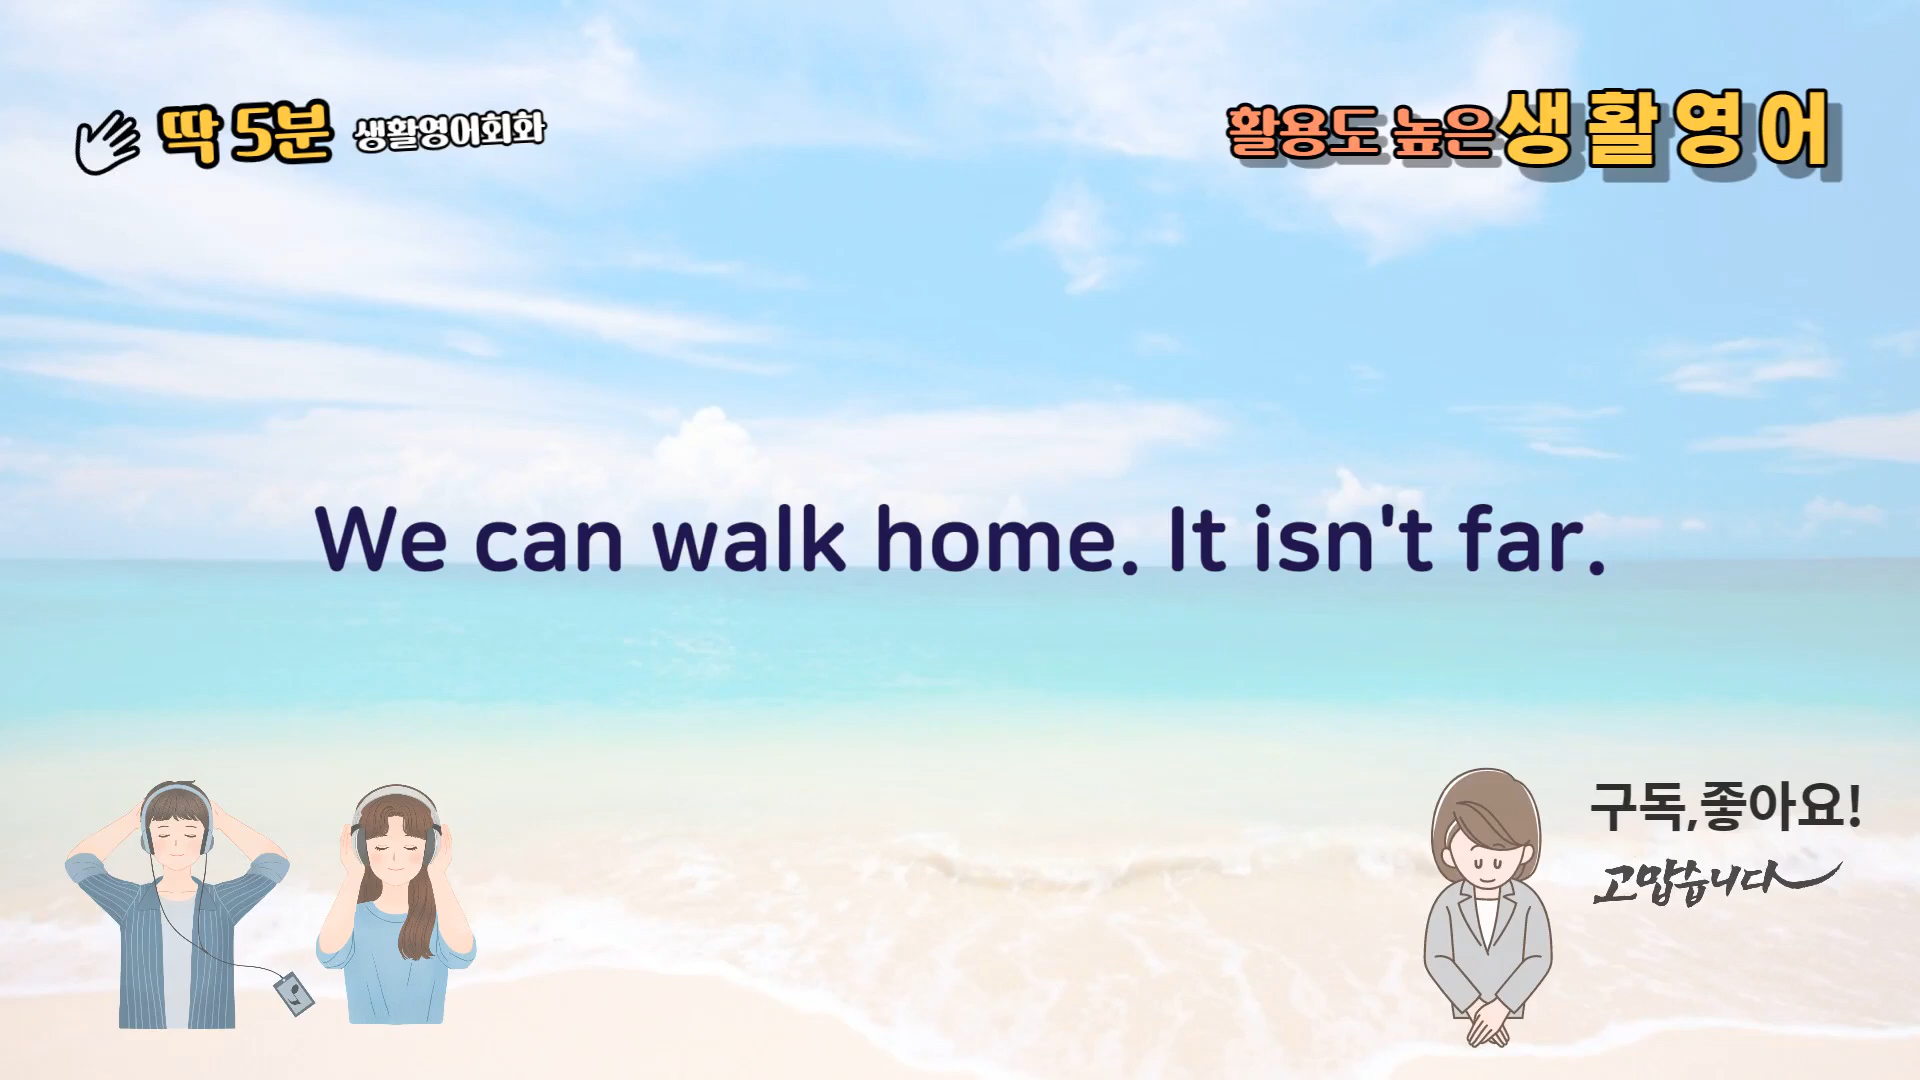 딱 5분 생활영어회화
활용도 높은 생활영어
We can walk home. It isn't far.
구독,좋아요!
고맙습니다